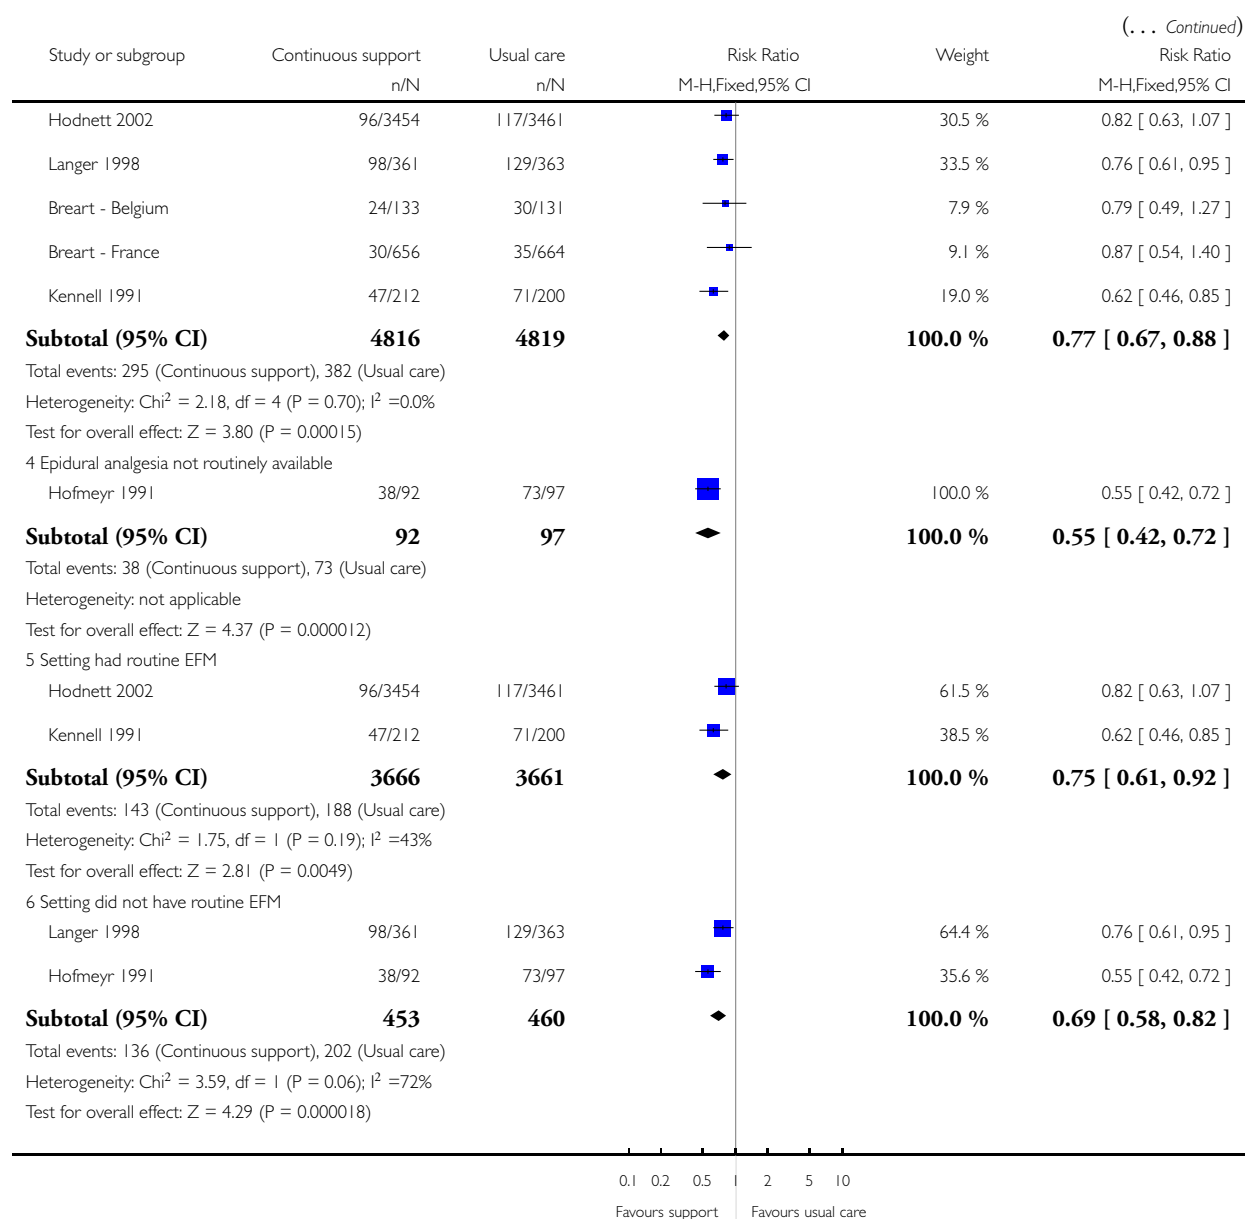 (... Continued)
Study or subgroup Continuous support Usual care Risk Ratio Weight Risk Ratio
n/N n/N M-H,Fixed,95% CI M-H,Fixed,95% CI
Hodnett 2002 96/3454 117/3461 30.5 % 0.82 [ 0.63, 1.07 ]
Langer 1998 98/361 129/363 33.5 % 0.76 [ 0.61, 0.95 ]
Breart - Belgium 24/133 30/131 7.9 % 0.79 [ 0.49, 1.27 ]
Breart - France 30/656 35/664 9.1 % 0.87 [ 0.54, 1.40 ]
Kennell 1991 47/212 71/200 19.0 % 0.62 [ 0.46, 0.85 ]
Subtotal (95% CI) 4816 4819 100.0 % 0.77 [ 0.67, 0.88 ]
Total events: 295 (Continuous support), 382 (Usual care)
Heterogeneity: Chi² = 2.18, df = 4 (P = 0.70); I² =0.0%
Test for overall effect: Z = 3.80 (P = 0.00015)
4 Epidural analgesia not routinely available
Hofmeyr 1991 38/92 73/97 100.0 % 0.55 [ 0.42, 0.72 ]
Subtotal (95% CI) 92 97 100.0 % 0.55 [ 0.42, 0.72 ]
Total events: 38 (Continuous support), 73 (Usual care)
Heterogeneity: not applicable
Test for overall effect: Z = 4.37 (P = 0.000012)
5 Setting had routine EFM
Hodnett 2002 96/3454 117/3461 61.5 % 0.82 [ 0.63, 1.07 ]
Kennell 1991 47/212 71/200 38.5 % 0.62 [ 0.46, 0.85 ]
Subtotal (95% CI) 3666 3661 100.0 % 0.75 [ 0.61, 0.92 ]
Total events: 143 (Continuous support), 188 (Usual care)
Heterogeneity: Chi² = 1.75, df = 1 (P = 0.19); I² =43%
Test for overall effect: Z = 2.81 (P = 0.0049)
6 Setting did not have routine EFM
Langer 1998 98/361 129/363 64.4 % 0.76 [ 0.61, 0.95 ]
Hofmeyr 1991 38/92 73/97 35.6 % 0.55 [ 0.42, 0.72 ]
Subtotal (95% CI) 453 460 100.0 % 0.69 [ 0.58, 0.82 ]
Total events: 136 (Continuous support), 202 (Usual care)
Heterogeneity: Chi² = 3.59, df = 1 (P = 0.06); I² =72%
Test for overall effect: Z = 4.29 (P = 0.000018)
0.1 0.2 0.5 1 2 5 10
Favours support Favours usual care